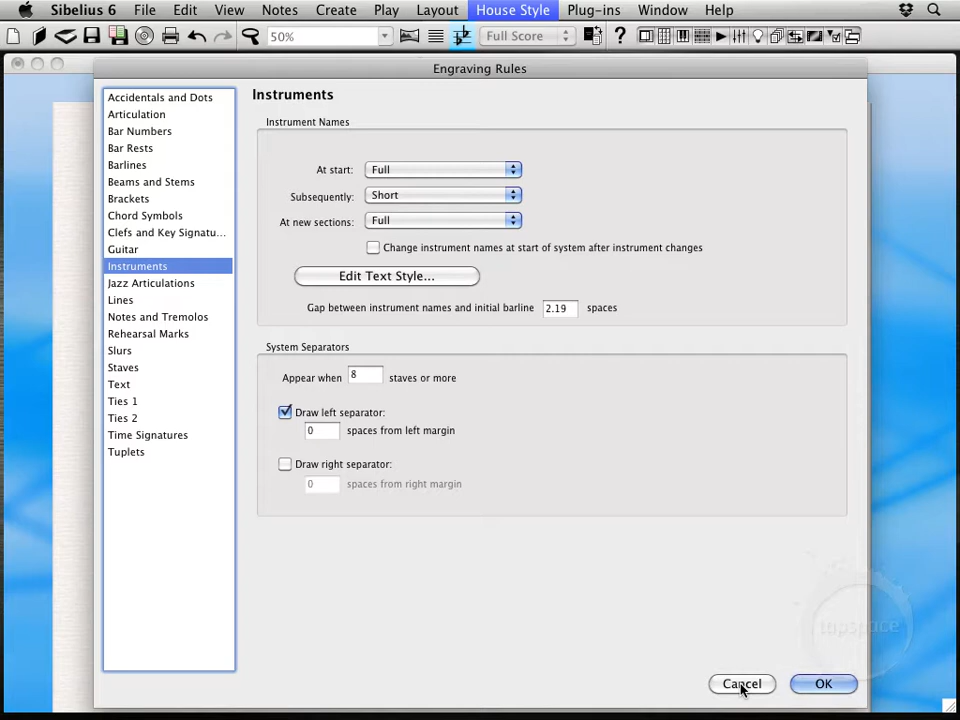 Sibelius 6 File Edit View Notes Create Play Layout House Style Plug-ins Window Help
50% Full Score
Engraving Rules
Accidentals and Dots
Articulation
Bar Numbers
Bar Rests
Barlines
Beams and Stems
Brackets
Chord Symbols
Clefs and Key Signatu...
Guitar
Instruments
Jazz Articulations
Lines
Notes and Tremolos
Rehearsal Marks
Slurs
Staves
Text
Ties 1
Ties 2
Time Signatures
Tuplets
Instruments
Instrument Names
At start: Full
Subsequently: Short
At new sections: Full
Change instrument names at start of system after instrument changes
Edit Text Style...
Gap between instrument names and initial barline 2.19 spaces
System Separators
Appear when 8 staves or more
Draw left separator:
0 spaces from left margin
Draw right separator:
0 spaces from right margin
tapspace
Cancel OK